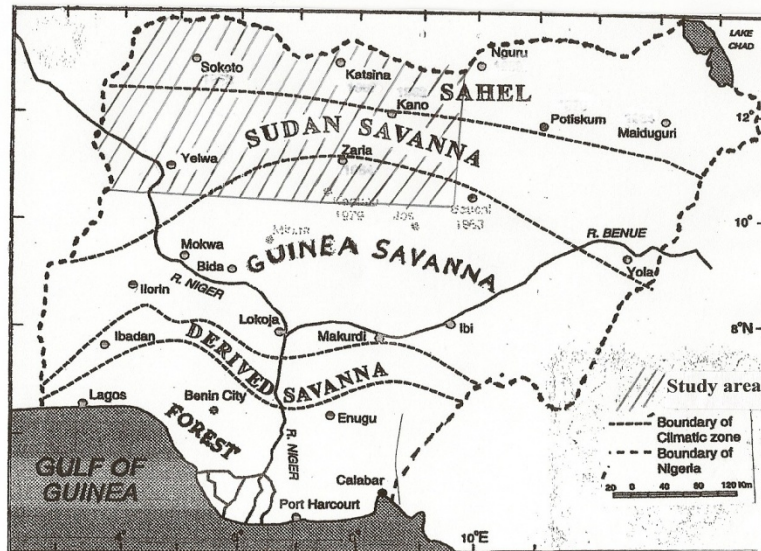 LAKE
CHAD
Sokoto
Katsina
Nguru
SAHEL
Kano
Potiskum
Maiduguri
12°
SUDAN SAVANNA
Zaria
Yelwa
1979
Jos
10°
R. BENUE
GUINEA SAVANNA
Mokwa
Bida
R. NIGER
Yola
Ilorin
Lokoja
Makurdi
Ibi
8°N
Ibadan
DERIVED SAVANNA
Lagos
Benin City
Enugu
FOREST
R. NIGER
Study area
Boundary of
Climatic zone
Boundary of
Nigeria
20 0 40 80 120 Km
GULF OF
GUINEA
Calabar
Port Harcourt
10°E